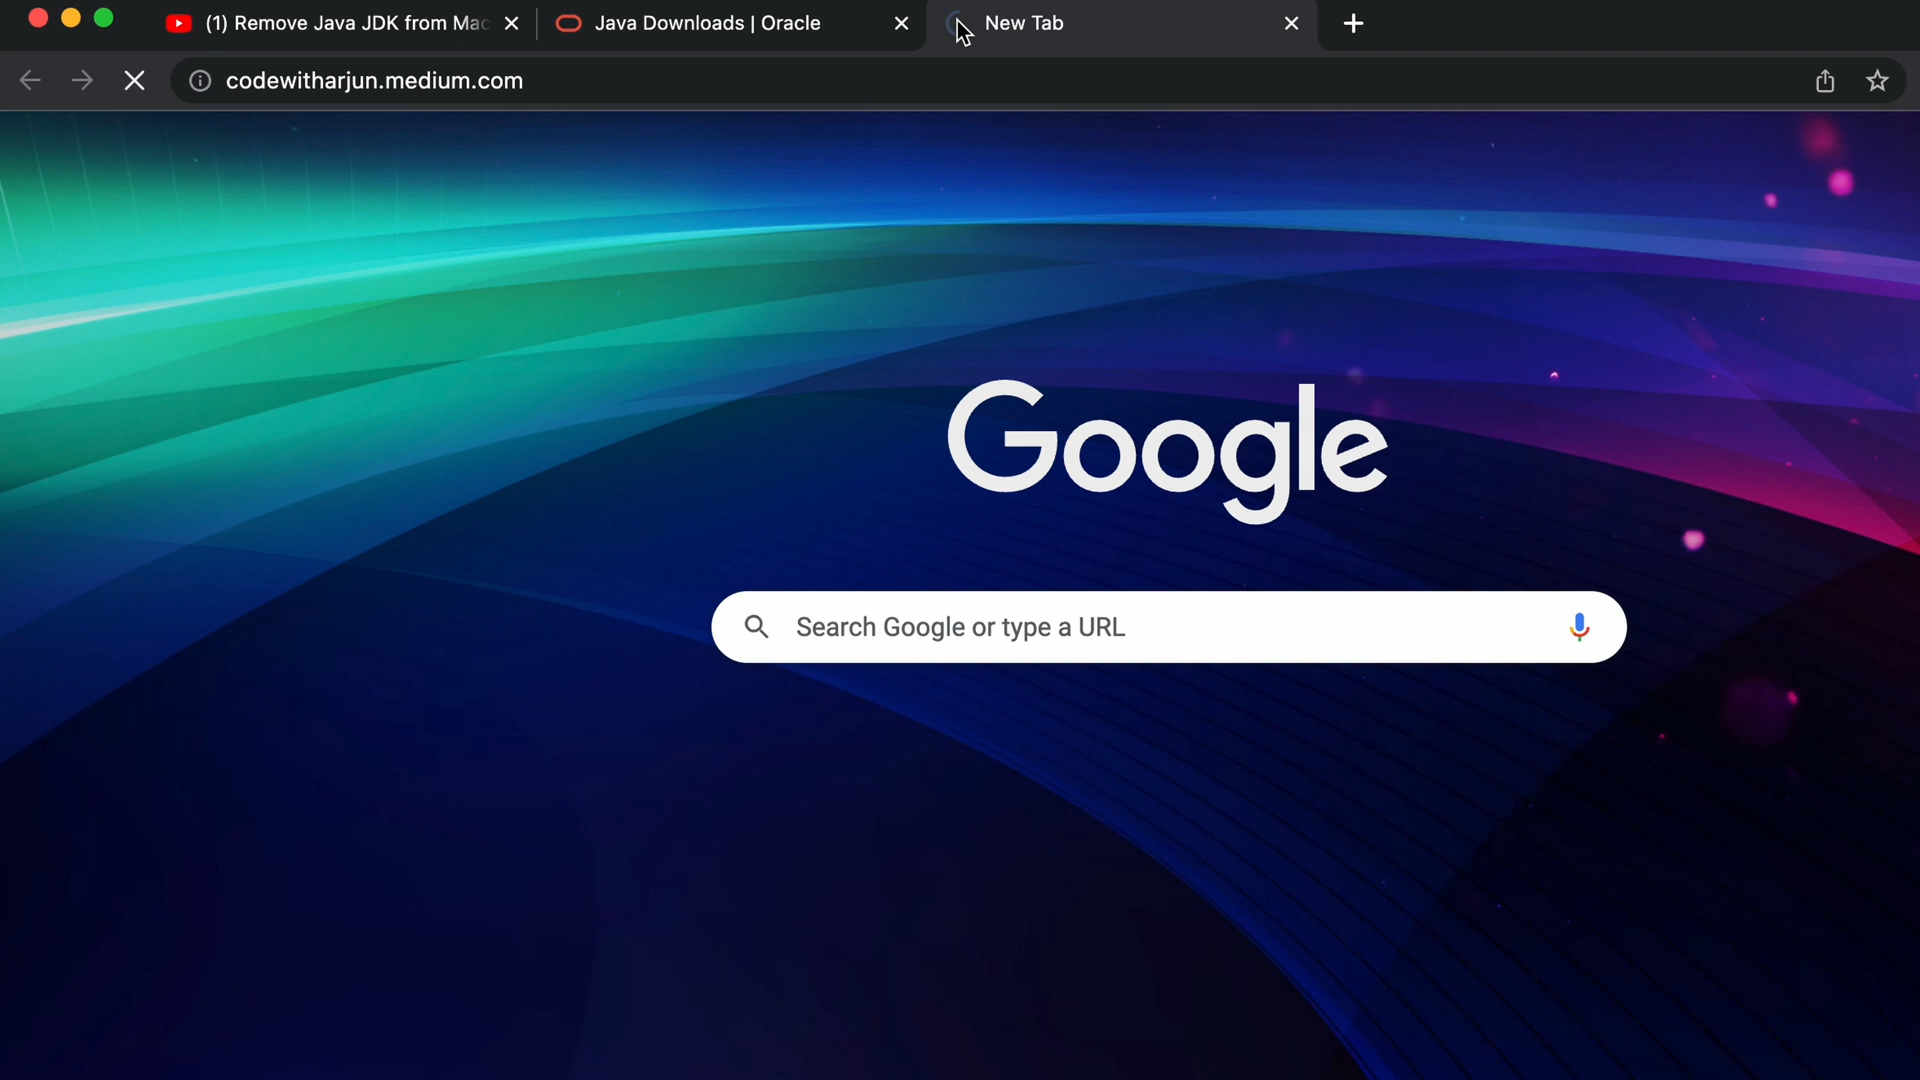 (1) Remove Java JDK from Mac
Java Downloads | Oracle
New Tab
codewitharjun.medium.com
Google
Search Google or type a URL